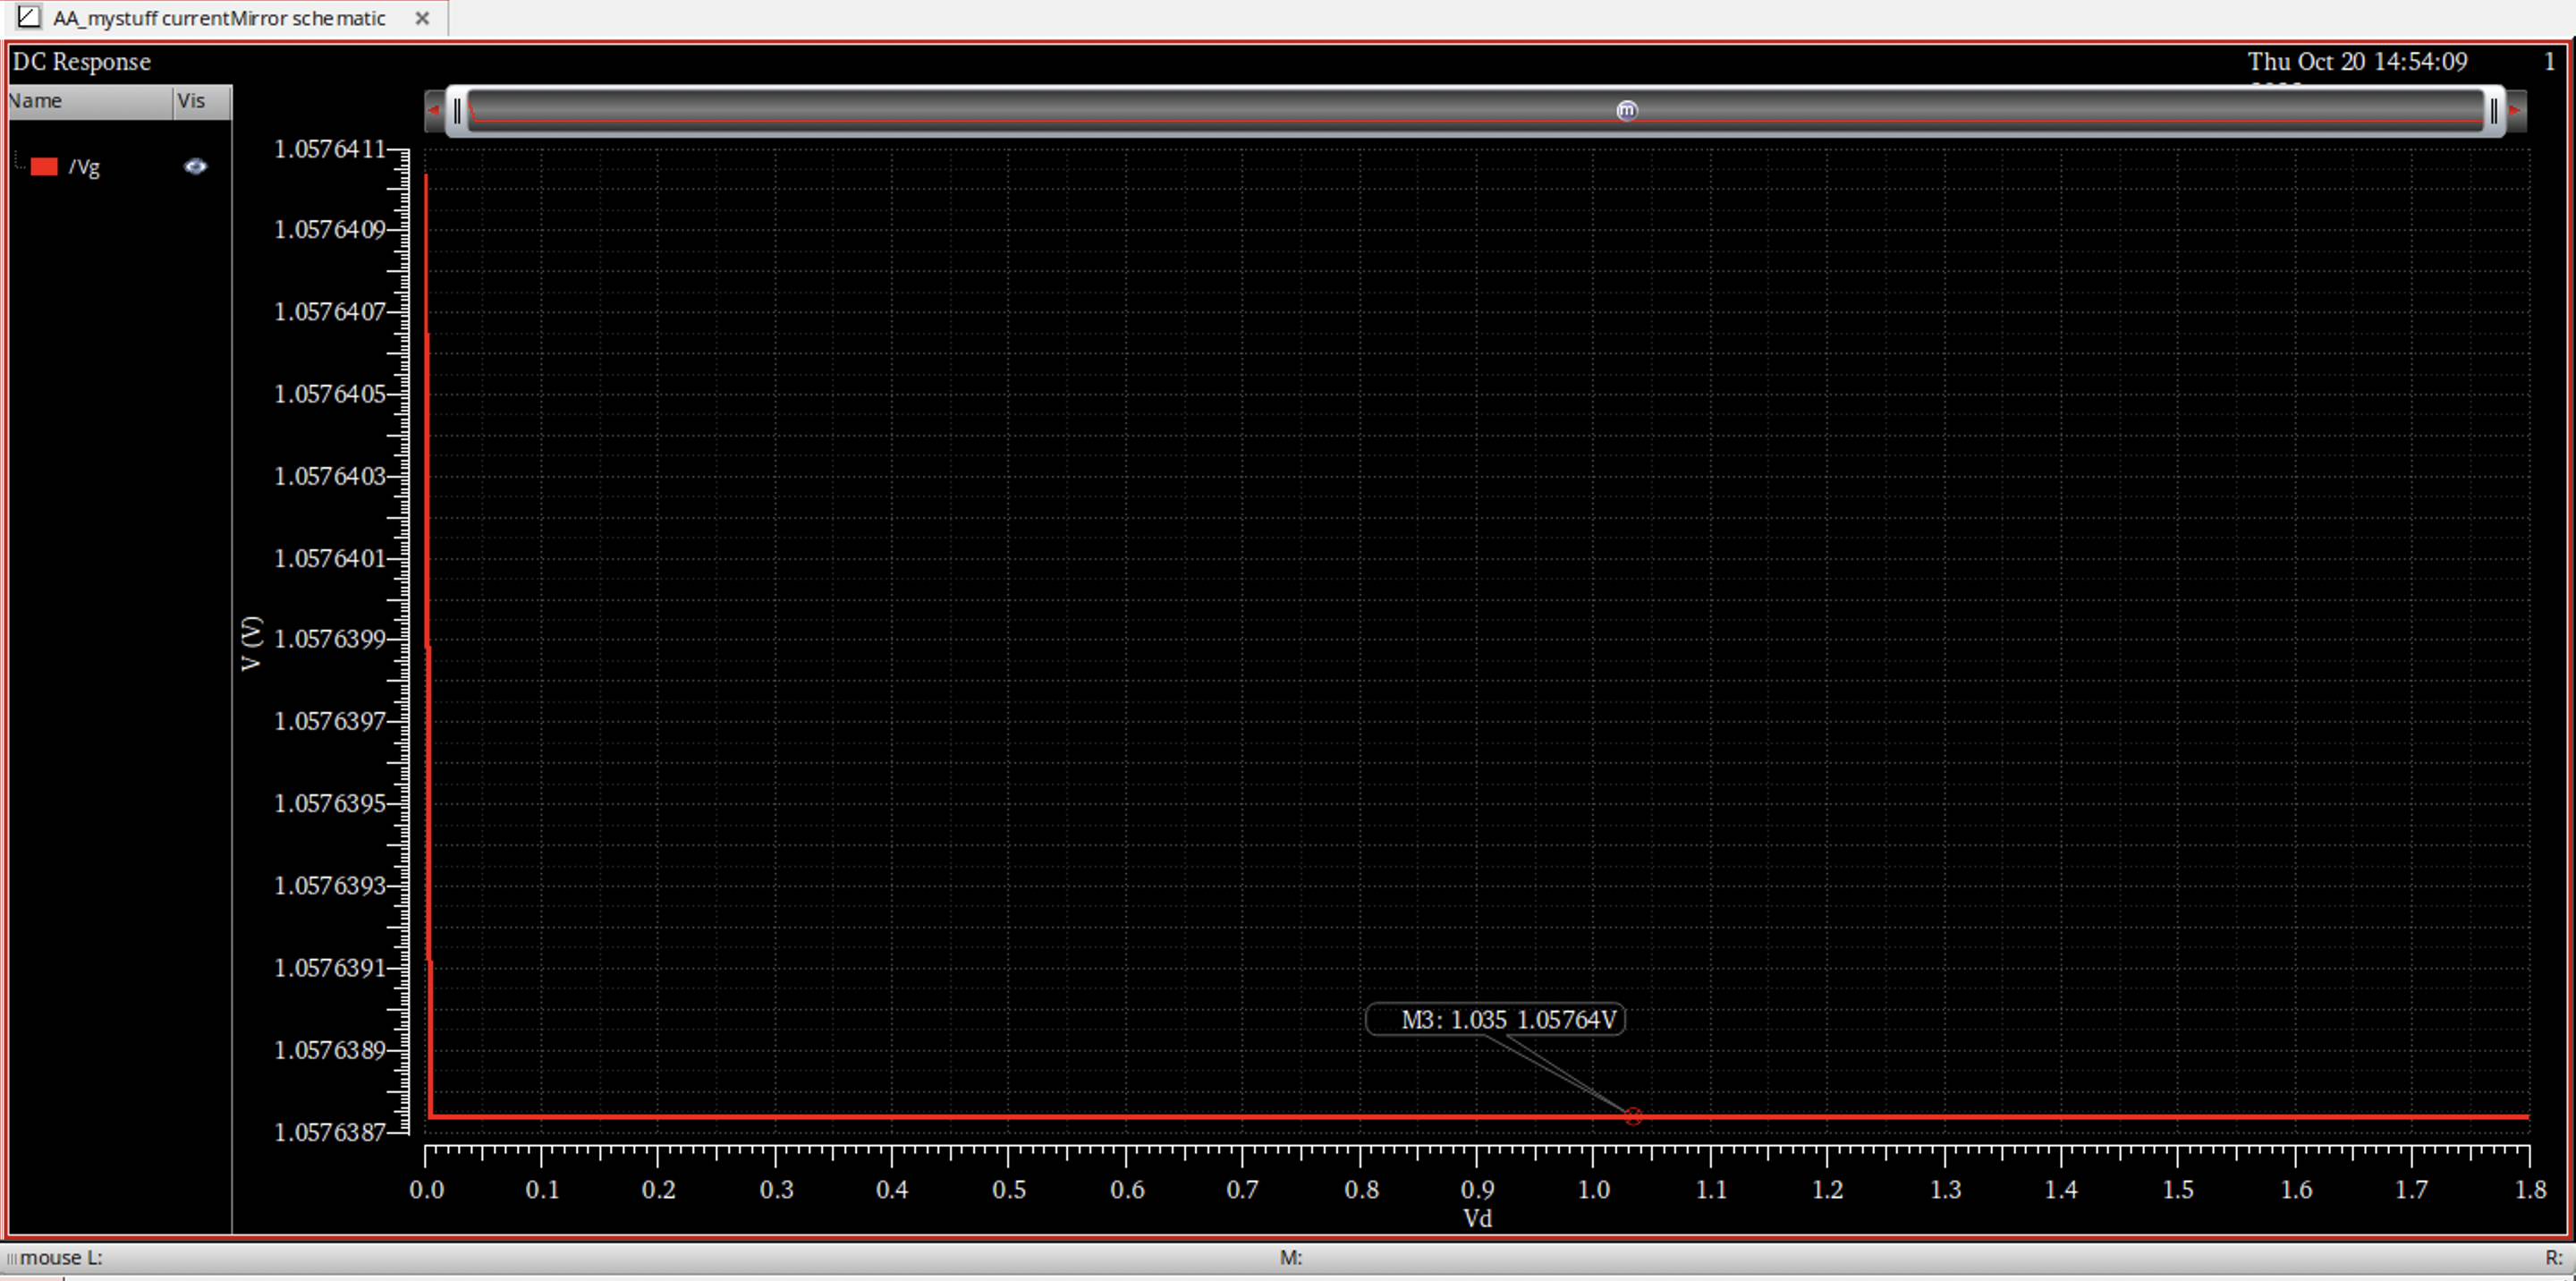 AA_mystuff currentMirror schematic
DC Response
Thu Oct 20 14:54:09
1
Name
Vis
/Vg
1.0576411
1.0576409
1.0576407
1.0576405
1.0576403
1.0576401
1.0576399
1.0576397
1.0576395
1.0576393
1.0576391
1.0576389
1.0576387
V (V)
m
M3: 1.035 1.05764V
0.0 0.1 0.2 0.3 0.4 0.5 0.6 0.7 0.8 0.9 1.0 1.1 1.2 1.3 1.4 1.5 1.6 1.7 1.8
Vd
mouse L:
M:
R: